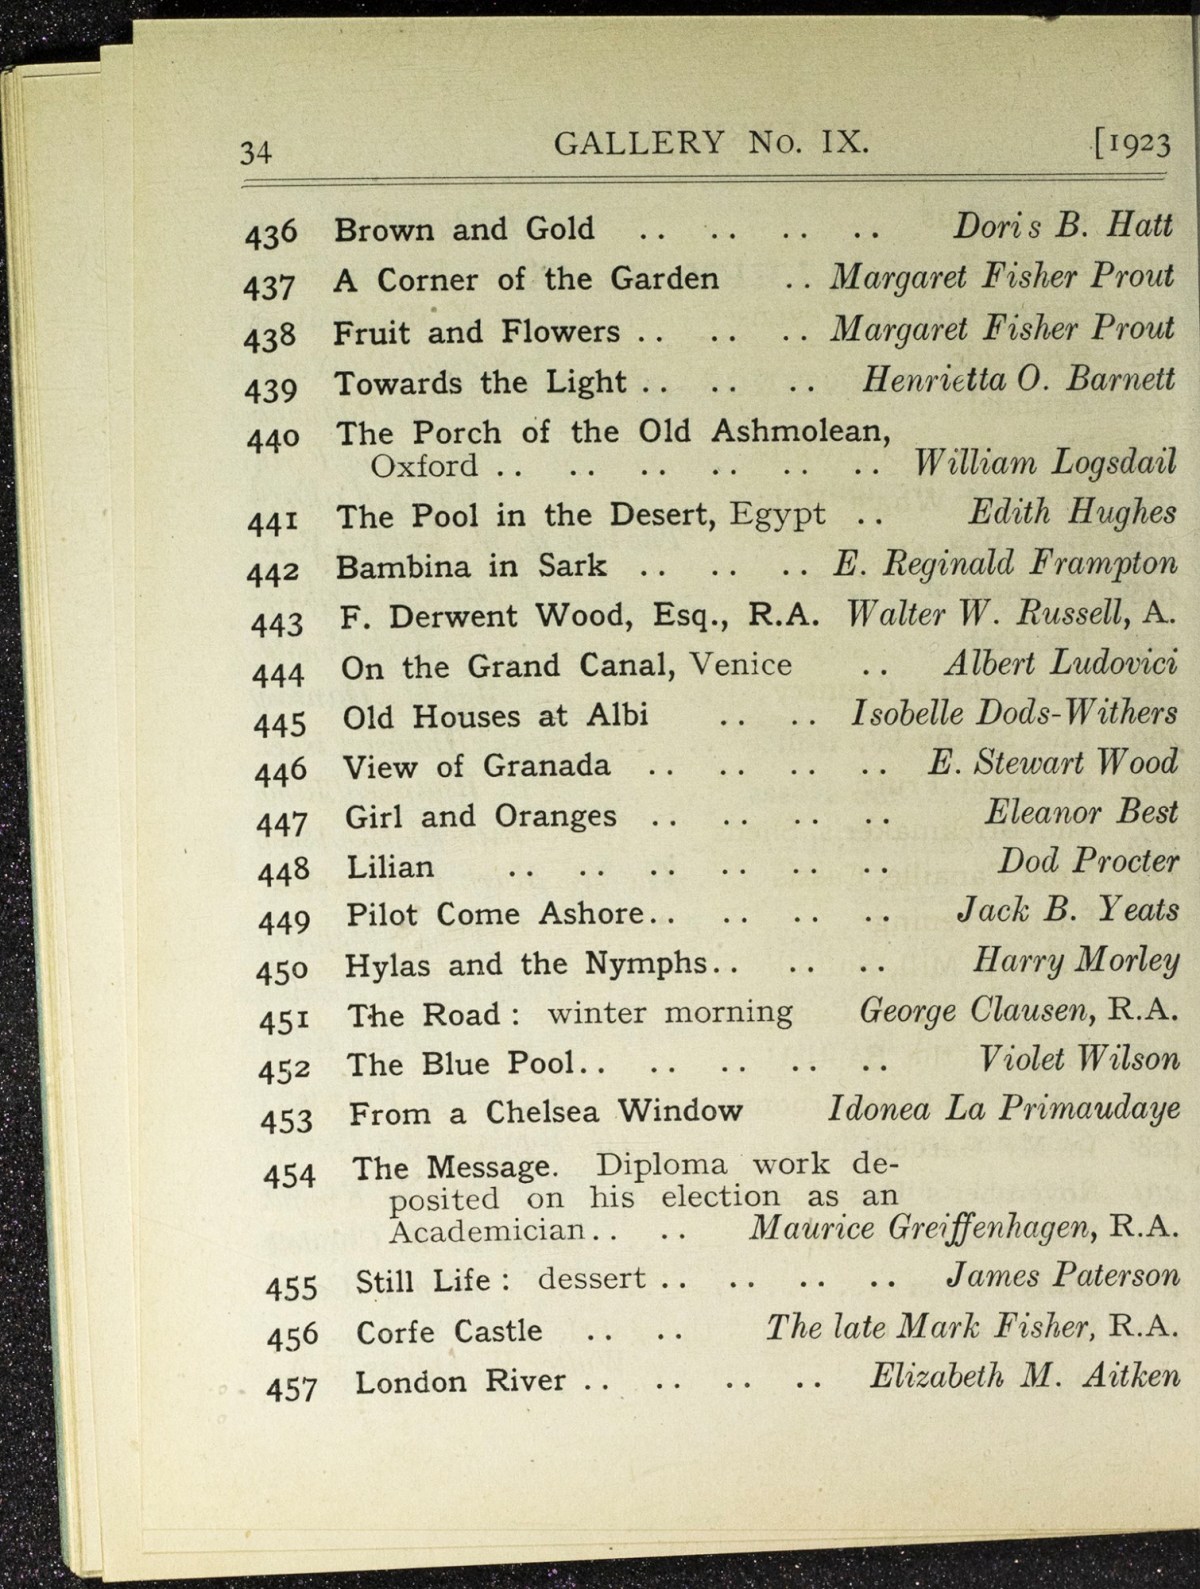 34 GALLERY No. IX. [1923
436 Brown and Gold .. .. .. .. Doris B. Hatt
437 A Corner of the Garden .. Margaret Fisher Prout
438 Fruit and Flowers .. .. .. Margaret Fisher Prout
439 Towards the Light .. .. .. Henrietta O. Barnett
440 The Porch of the Old Ashmolean,
Oxford .. .. .. .. .. .. William Logsdail
441 The Pool in the Desert, Egypt .. Edith Hughes
442 Bambina in Sark .. .. .. E. Reginald Frampton
443 F. Derwent Wood, Esq., R.A. Walter W. Russell, A.
444 On the Grand Canal, Venice .. Albert Ludovici
445 Old Houses at Albi .. .. Isobelle Dods-Withers
446 View of Granada .. .. .. .. E. Stewart Wood
447 Girl and Oranges .. .. .. .. Eleanor Best
448 Lilian .. .. .. .. .. .. Dod Procter
449 Pilot Come Ashore.. .. .. .. Jack B. Yeats
450 Hylas and the Nymphs.. .. .. Harry Morley
451 The Road : winter morning George Clausen, R.A.
452 The Blue Pool.. .. .. .. .. Violet Wilson
453 From a Chelsea Window Idonea La Primaudaye
454 The Message. Diploma work de-
posited on his election as an
Academician.. .. Maurice Greiffenhagen, R.A.
455 Still Life : dessert .. .. .. .. James Paterson
456 Corfe Castle .. .. The late Mark Fisher, R.A.
457 London River .. .. .. .. Elizabeth M. Aitken